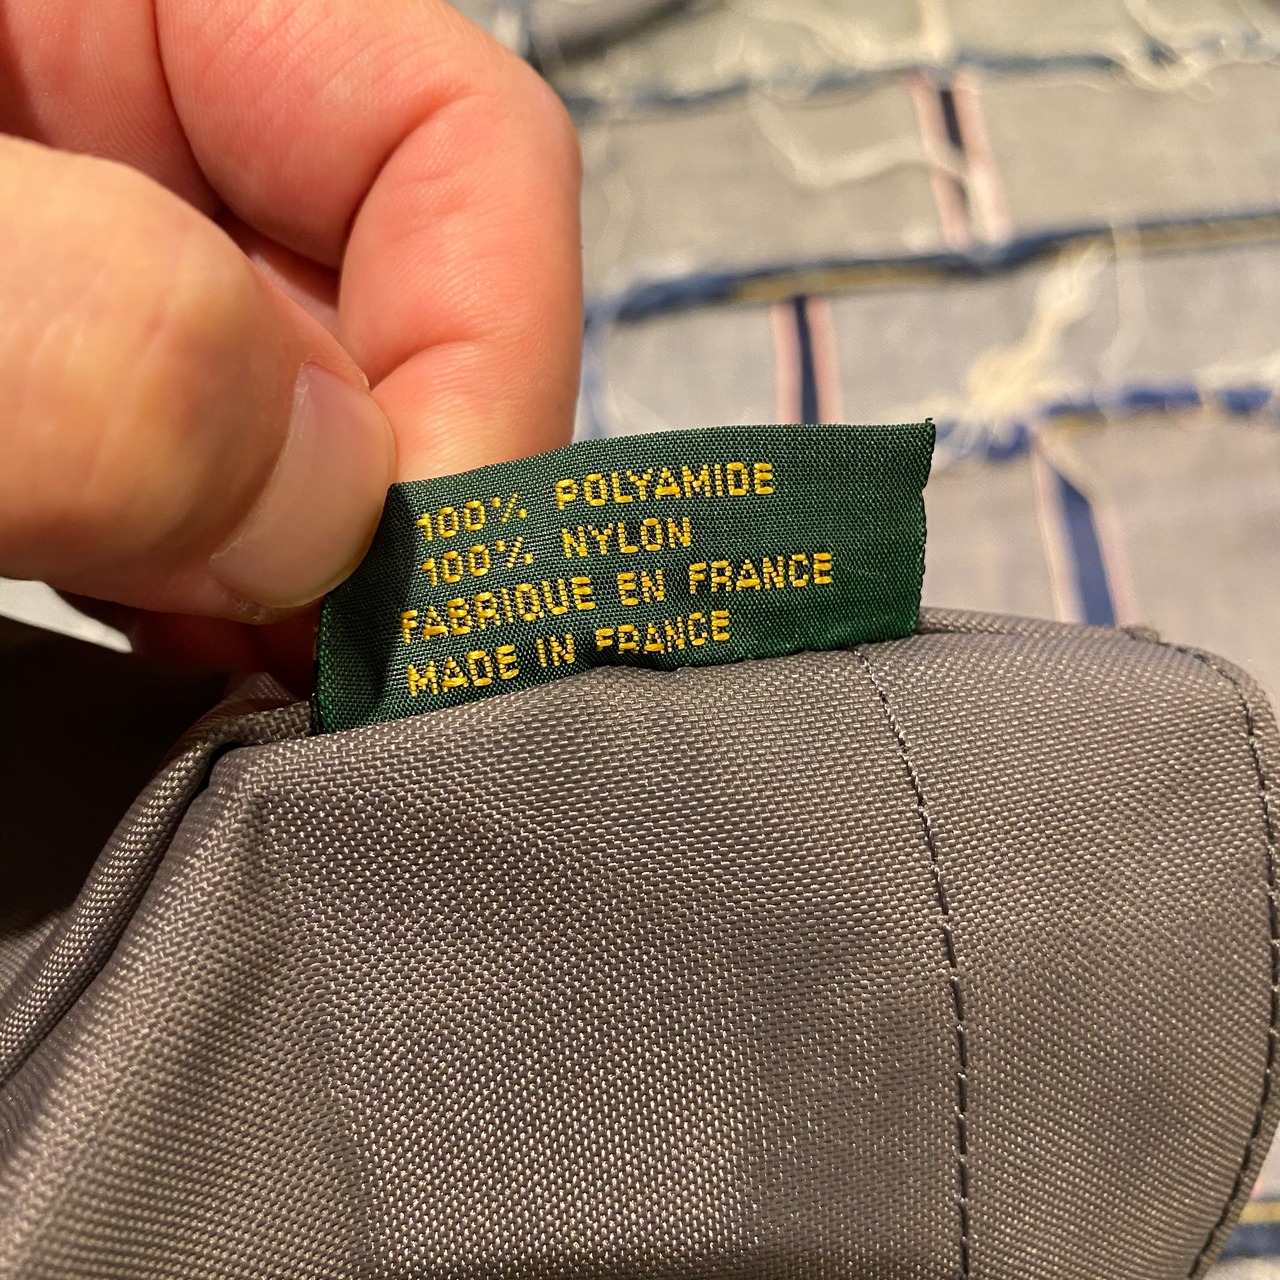 100% POLYAMIDE
100% NYLON
FABRIQUE EN FRANCE
MADE IN FRANCE